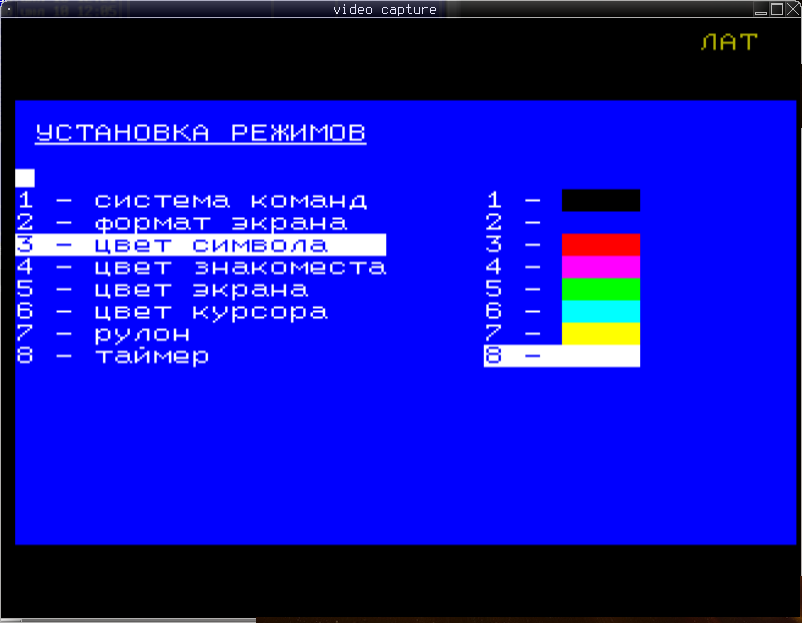 video capture
ЛАТ
УСТАНОВКА РЕЖИМОВ
1 - система команд 1 -
2 - формат экрана 2 -
3 - цвет символа 3 -
4 - цвет знакоместа 4 -
5 - цвет экрана 5 -
6 - цвет курсора 6 -
7 - рулон 7 -
8 - таймер 8 -